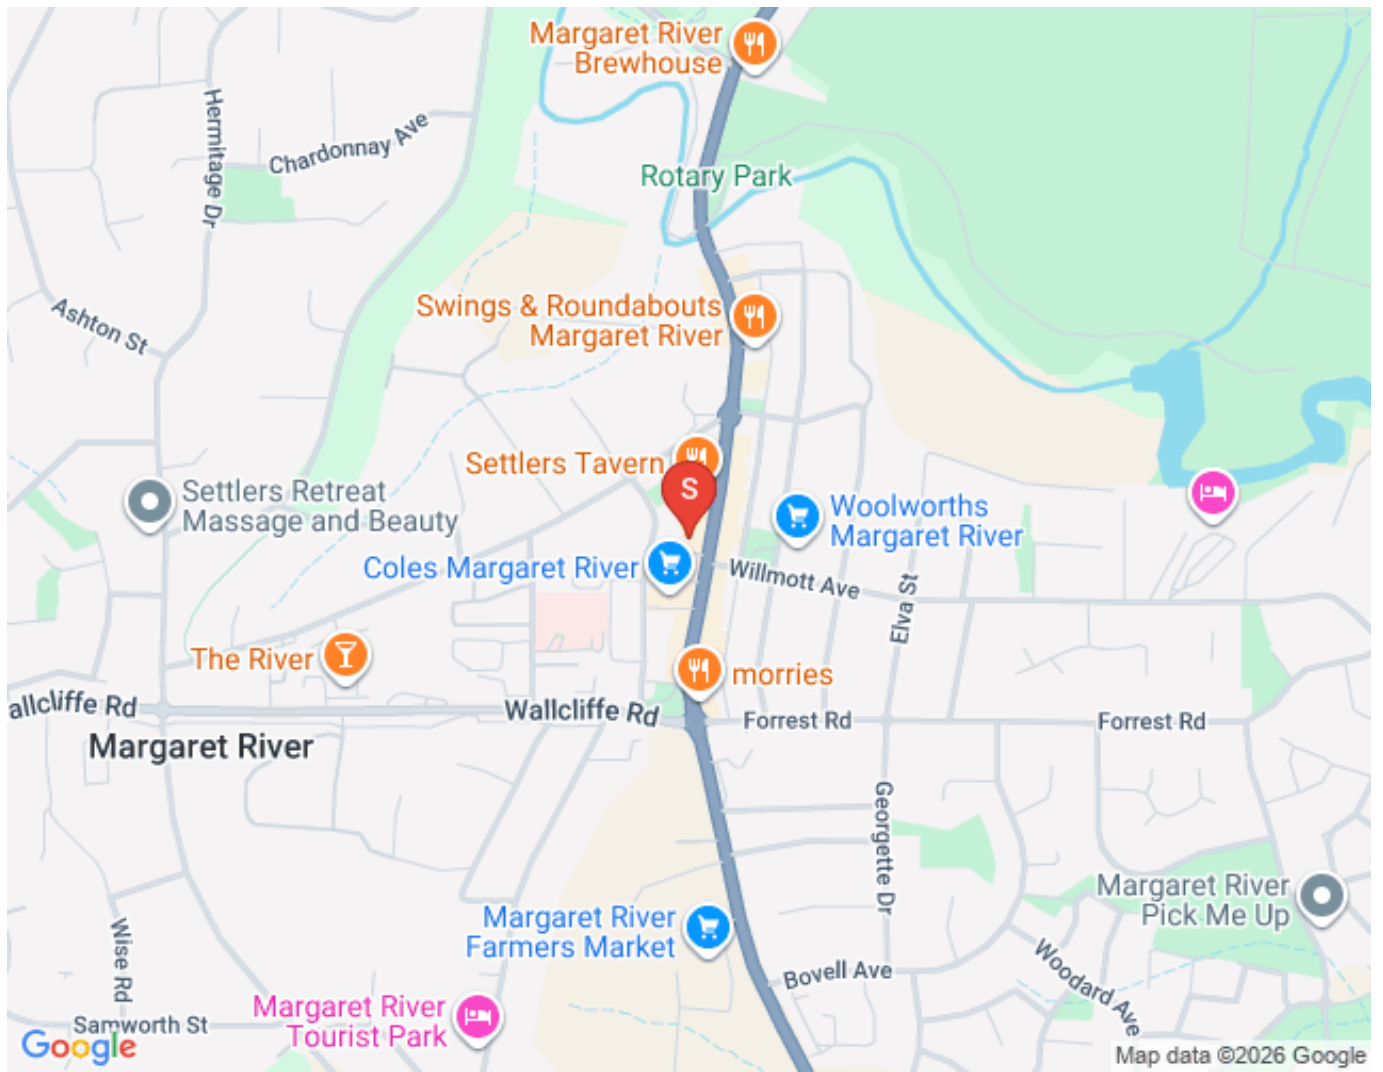 Margaret River
Brewhouse
Hermitage Dr
Chardonnay Ave
Rotary Park
Ashton St
Swings & Roundabouts
Margaret River
Settlers Tavern
S
Settlers Retreat
Massage and Beauty
Woolworths
Margaret River
Coles Margaret River
Willmott Ave
Elva St
The River
morries
allcliffe Rd
Wallcliffe Rd
Forrest Rd
Forrest Rd
Margaret River
Georgette Dr
Margaret River
Pick Me Up
Margaret River
Farmers Market
Wise Rd
Bovell Ave
Woodard Ave
Margaret River
Tourist Park
Samworth St
Google
Map data ©2026 Google